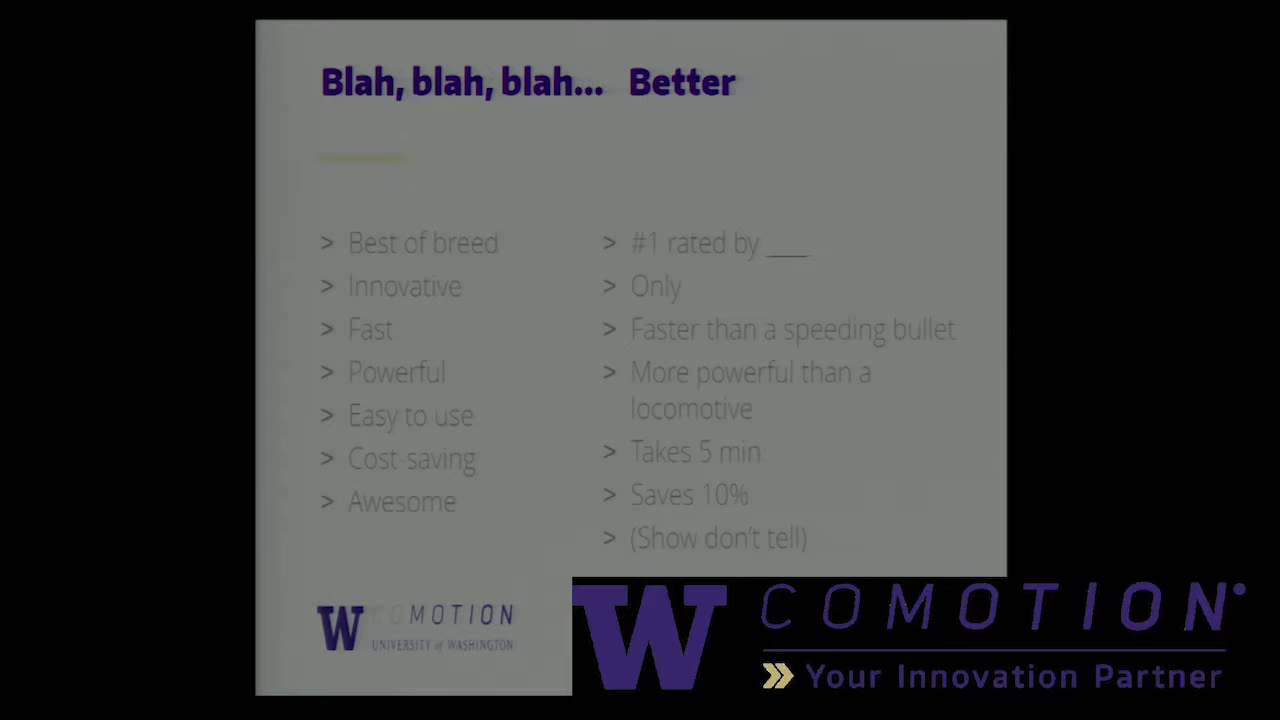 Blah, blah, blah... Better
> Best of breed
> Innovative
> Fast
> Powerful
> Easy to use
> Cost-saving
> Awesome
> #1 rated by ____
> Only
> Faster than a speeding bullet
> More powerful than a
locomotive
> Takes 5 min
> Saves 10%
> (Show don't tell)
W COMOTION
UNIVERSITY of WASHINGTON
W COMOTION
Your Innovation Partner